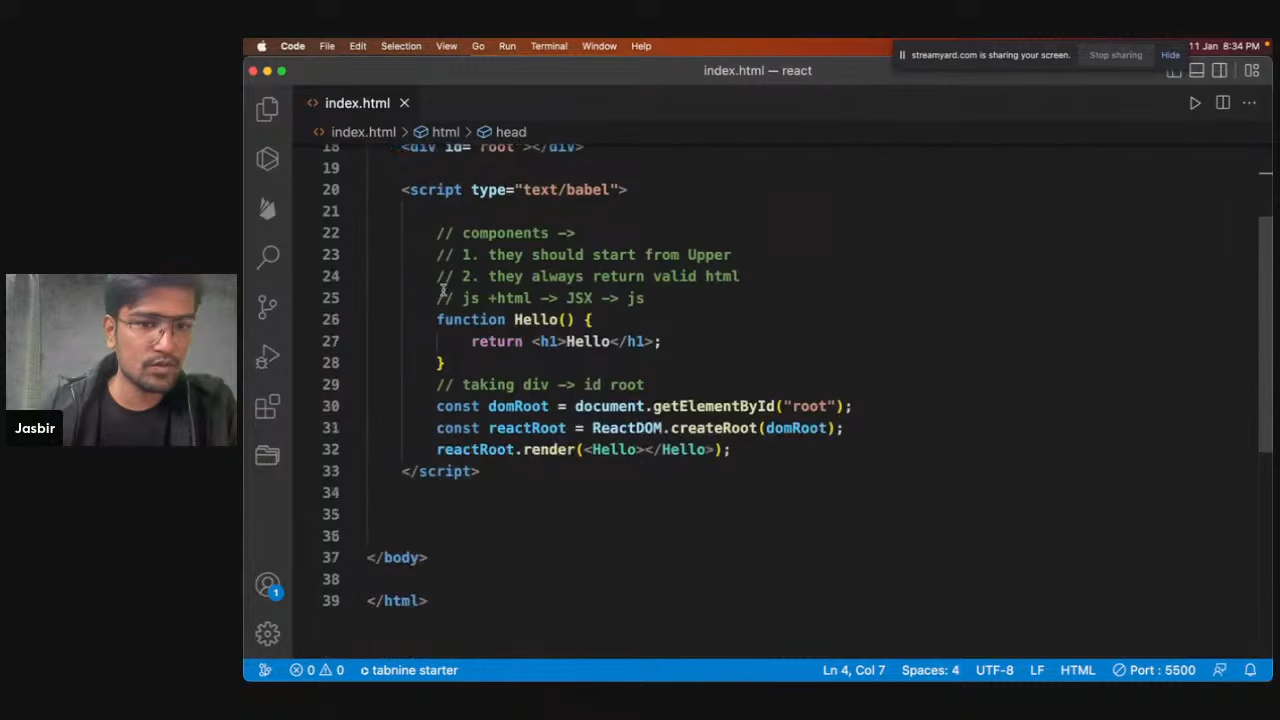 Code File Edit Selection View Go Run Terminal Window Help
streamyard.com is sharing your screen. Stop sharing Hide
11 Jan 8:34 PM
index.html — react
index.html
index.html > html > head
18 <div id="root"></div>
19
20 <script type="text/babel">
21
22 // components ->
23 // 1. they should start from Upper
24 // 2. they always return valid html
25 // js +html -> JSX -> js
26 function Hello() {
27 return <h1>Hello</h1>;
28 }
29 // taking div -> id root
30 const domRoot = document.getElementById("root");
31 const reactRoot = ReactDOM.createRoot(domRoot);
32 reactRoot.render(<Hello></Hello>);
33 </script>
34
35
36
37 </body>
38
39 </html>
Jasbir
1
0 0 tabnine starter Ln 4, Col 7 Spaces: 4 UTF-8 LF HTML Port : 5500